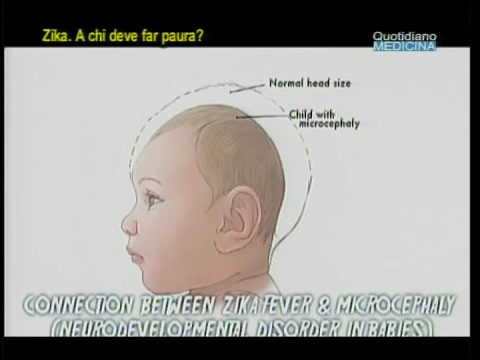 Zika. A chi deve far paura?
Quotidiano
MEDICINA
Normal head size
Child with
microcephaly
CONNECTION BETWEEN ZIKA FEVER & MICROCEPHALY
(NEURODEVELOPMENTAL DISORDER IN BABIES)